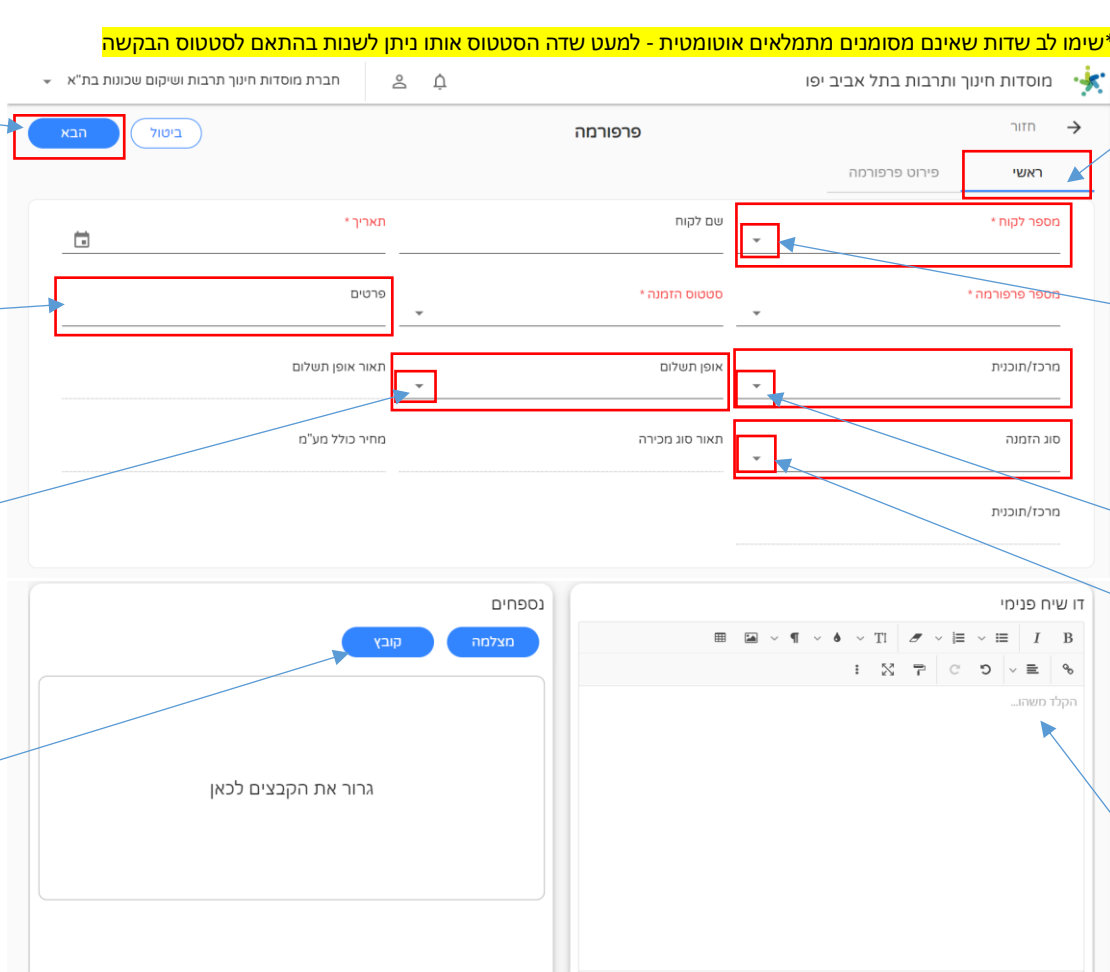 *שימו לב שדות שאינם מסומנים מתמלאים אוטומטית - למעט שדה הסטטוס אותו ניתן לשנות בהתאם לסטטוס הבקשה
מוסדות חינוך ותרבות בתל אביב יפו
חברת מוסדות חינוך תרבות ושיקום שכונות בת"א
חזור
פרפורמה
ביטול
הבא
ראשי
פירוט פרפורמה
מספר לקוח *
שם לקוח
תאריך *
מספר פרפורמה *
סטטוס הזמנה *
פרטים
מרכז/תוכנית
אופן תשלום
תאור אופן תשלום
סוג הזמנה
תאור סוג מכירה
מחיר כולל מע"מ
מרכז/תוכנית
דו שיח פנימי
הקלד משהו...
נספחים
מצלמה
קובץ
גרור את הקבצים לכאן